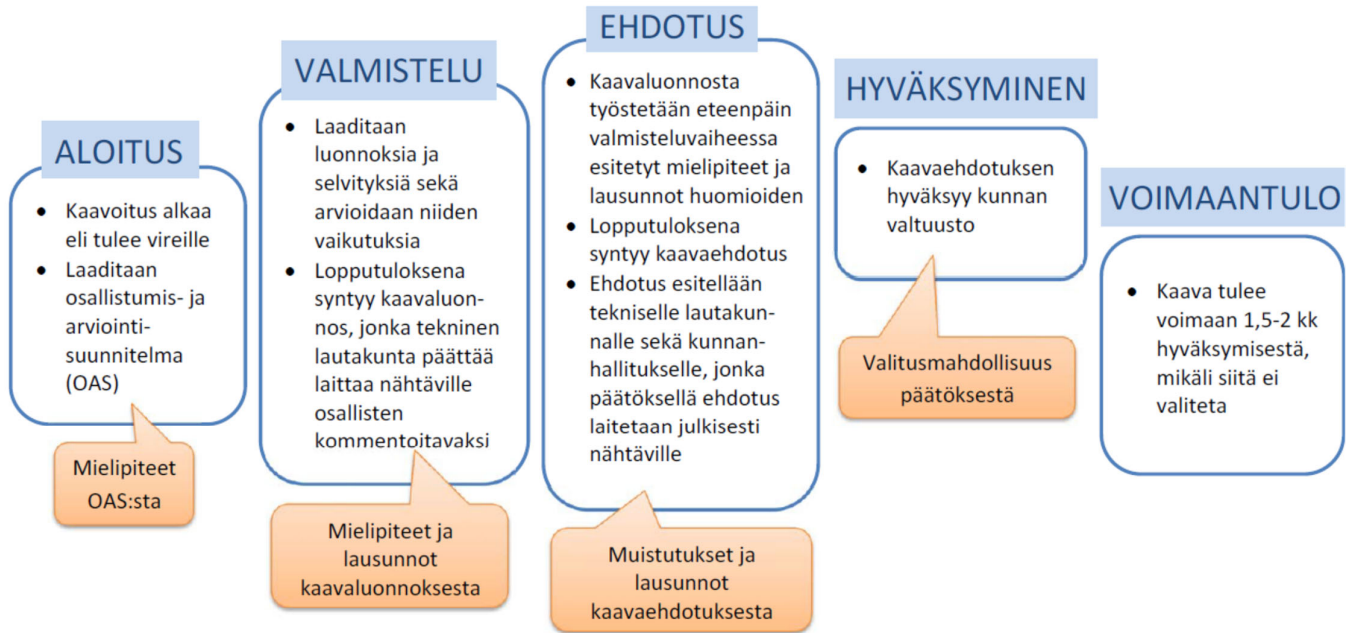 ALOITUS
• Kaavoitus alkaa
eli tulee vireille
• Laaditaan
osallistumis- ja
arviointi-
suunnitelma
(OAS)
Mielipiteet
OAS:sta
VALMISTELU
• Laaditaan
luonnoksia ja
selvityksiä sekä
arvioidaan niiden
vaikutuksia
• Lopputuloksena
syntyy kaavaluon-
nos, jonka tekninen
lautakunta päättää
laittaa nähtäville
osallisten
kommentoitavaksi
Mielipiteet ja
lausunnot
kaavaluonnoksesta
EHDOTUS
• Kaavaluonnosta
työstetään eteenpäin
valmisteluvaiheessa
esitetyt mielipiteet ja
lausunnot huomioiden
• Lopputuloksena
syntyy kaavaehdotus
• Ehdotus esitellään
tekniselle lautakun-
nalle sekä kunnan-
hallitukselle, jonka
päätöksellä ehdotus
laitetaan julkisesti
nähtäville
Muistutukset ja
lausunnot
kaavaehdotuksesta
HYVÄKSYMINEN
• Kaavaehdotuksen
hyväksyy kunnan
valtuusto
Valitusmahdollisuus
päätöksestä
VOIMAANTULO
• Kaava tulee
voimaan 1,5-2 kk
hyväksymisestä,
mikäli siitä ei
valiteta